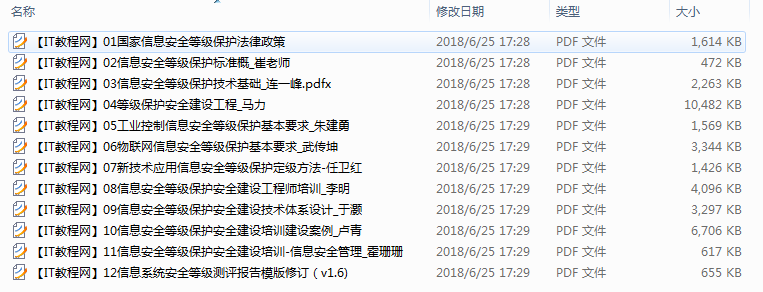 名称 修改日期 类型 大小
【IT教程网】01国家信息安全等级保护法律政策 2018/6/25 17:28 PDF 文件 1,614 KB
【IT教程网】02信息安全等级保护标准概_崔老师 2018/6/25 17:28 PDF 文件 472 KB
【IT教程网】03信息安全等级保护技术基础_连一峰.pdfx 2018/6/25 17:28 PDF 文件 2,263 KB
【IT教程网】04等级保护安全建设工程_马力 2018/6/25 17:28 PDF 文件 10,482 KB
【IT教程网】05工业控制信息安全等级保护基本要求_朱建勇 2018/6/25 17:29 PDF 文件 1,569 KB
【IT教程网】06物联网信息安全等级保护基本要求_武传坤 2018/6/25 17:29 PDF 文件 3,344 KB
【IT教程网】07新技术应用信息安全等级保护定级方法-任卫红 2018/6/25 17:29 PDF 文件 1,426 KB
【IT教程网】08信息安全等级保护安全建设工程师培训_李明 2018/6/25 17:29 PDF 文件 4,096 KB
【IT教程网】09信息安全等级保护安全建设技术体系设计_于灏 2018/6/25 17:29 PDF 文件 3,297 KB
【IT教程网】10信息安全等级保护安全建设培训建设案例_卢青 2018/6/25 17:29 PDF 文件 6,706 KB
【IT教程网】11信息安全等级保护安全建设培训-信息安全管理_霍珊珊 2018/6/25 17:29 PDF 文件 617 KB
【IT教程网】12信息系统安全等级测评报告模版修订（v1.6) 2018/6/25 17:29 PDF 文件 655 KB